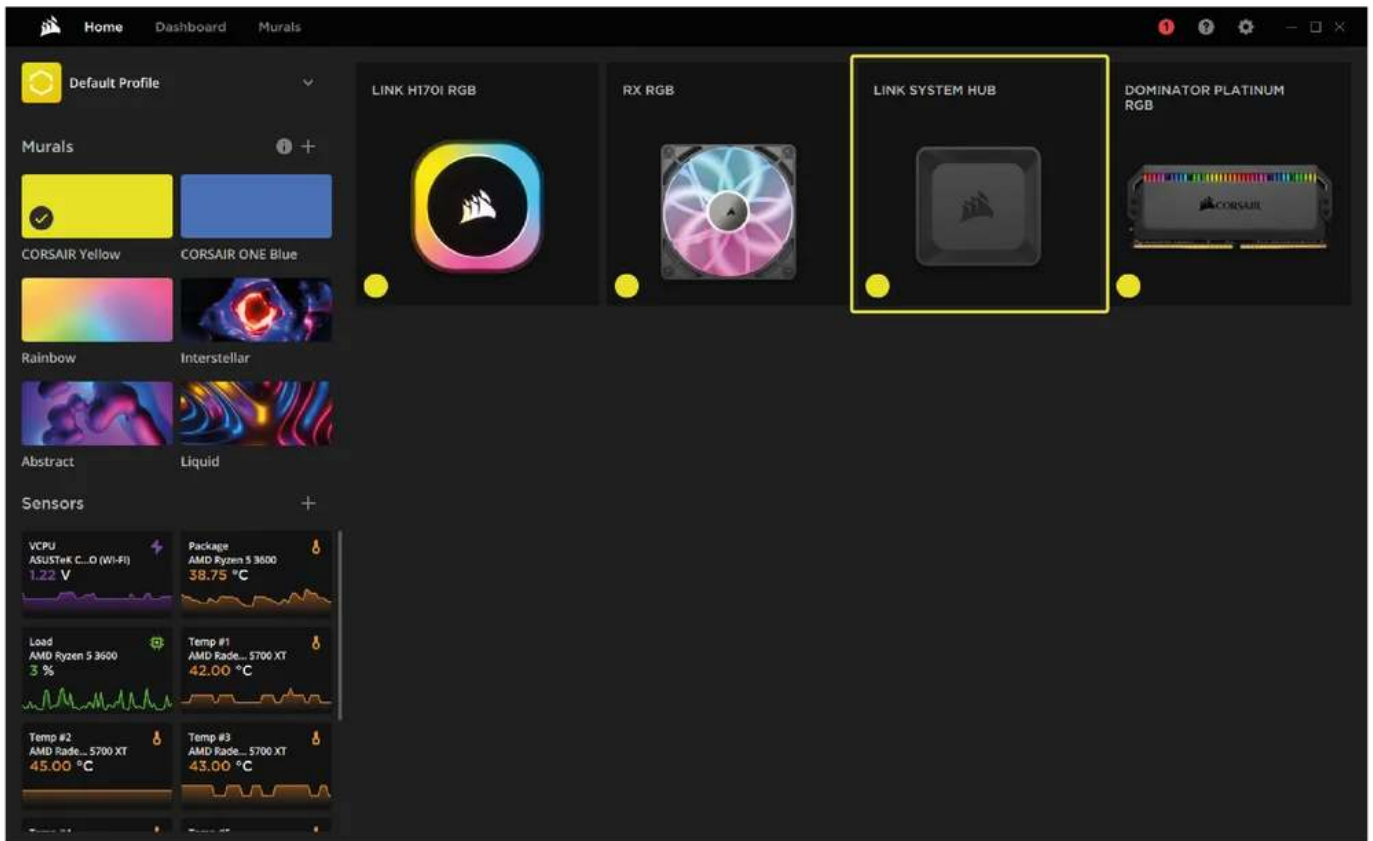 Home Dashboard Murals
1
Default Profile
Murals
CORSAIR Yellow
CORSAIR ONE Blue
Rainbow
Interstellar
Abstract
Liquid
Sensors
VCPU
ASUSTeK C...O (WI-FI)
1.22 V
Package
AMD Ryzen 5 3600
38.75 °C
Load
AMD Ryzen 5 3600
3 %
Temp #1
AMD Rade... 5700 XT
42.00 °C
Temp #2
AMD Rade... 5700 XT
45.00 °C
Temp #3
AMD Rade... 5700 XT
43.00 °C
LINK H170I RGB
RX RGB
LINK SYSTEM HUB
DOMINATOR PLATINUM
RGB
CORSAIR